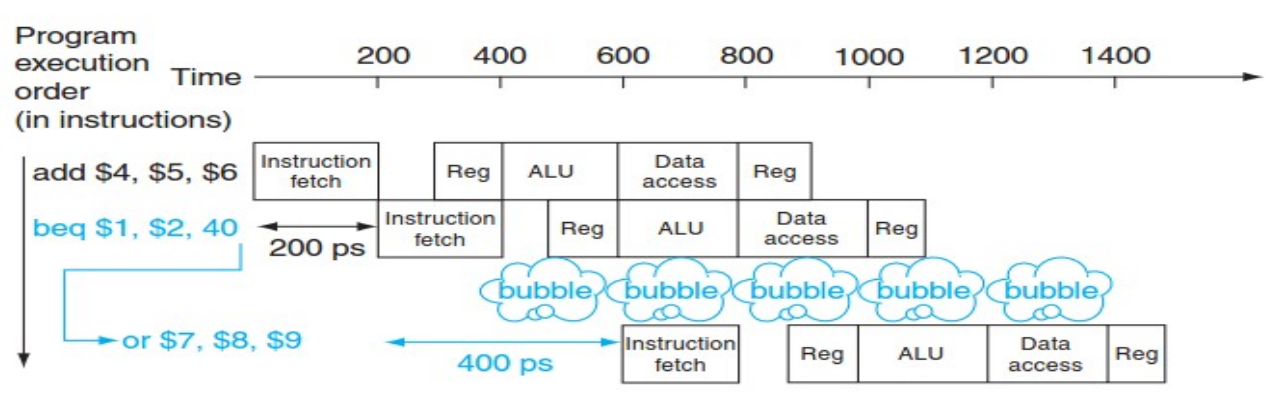 Program
execution
order
(in instructions)
Time
200 400 600 800 1000 1200 1400
add $4, $5, $6
Instruction
fetch
Reg
ALU
Data
access
Reg
beq $1, $2, 40
200 ps
Instruction
fetch
Reg
ALU
Data
access
Reg
bubble bubble bubble bubble bubble
or $7, $8, $9
400 ps
Instruction
fetch
Reg
ALU
Data
access
Reg